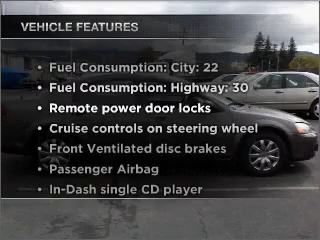 VEHICLE FEATURES
• Fuel Consumption: City: 22
• Fuel Consumption: Highway: 30
• Remote power door locks
• Cruise controls on steering wheel
• Front Ventilated disc brakes
• Passenger Airbag
• In-Dash single CD player